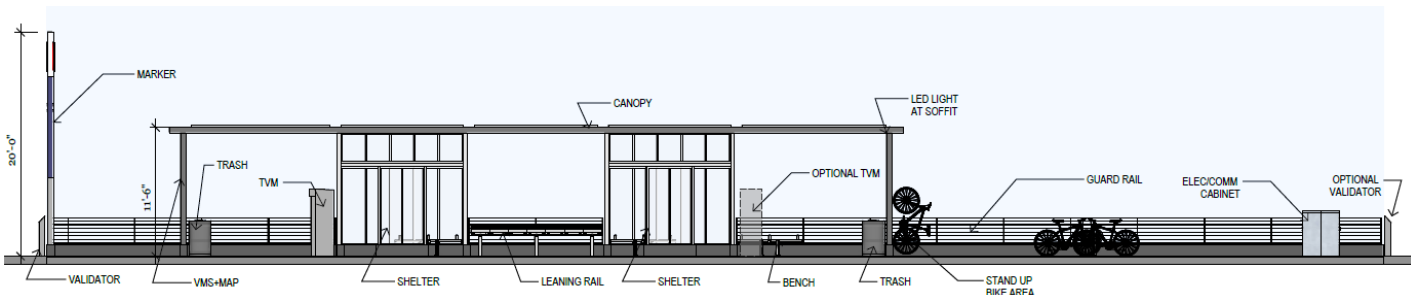 MARKER
CANOPY
LED LIGHT
AT SOFFIT
20'-0"
TRASH
TVM
11'-6"
OPTIONAL TVM
GUARD RAIL
ELEC/COMM
CABINET
OPTIONAL
VALIDATOR
VALIDATOR
VMS+MAP
SHELTER
LEANING RAIL
SHELTER
BENCH
TRASH
STAND UP
BIKE AREA